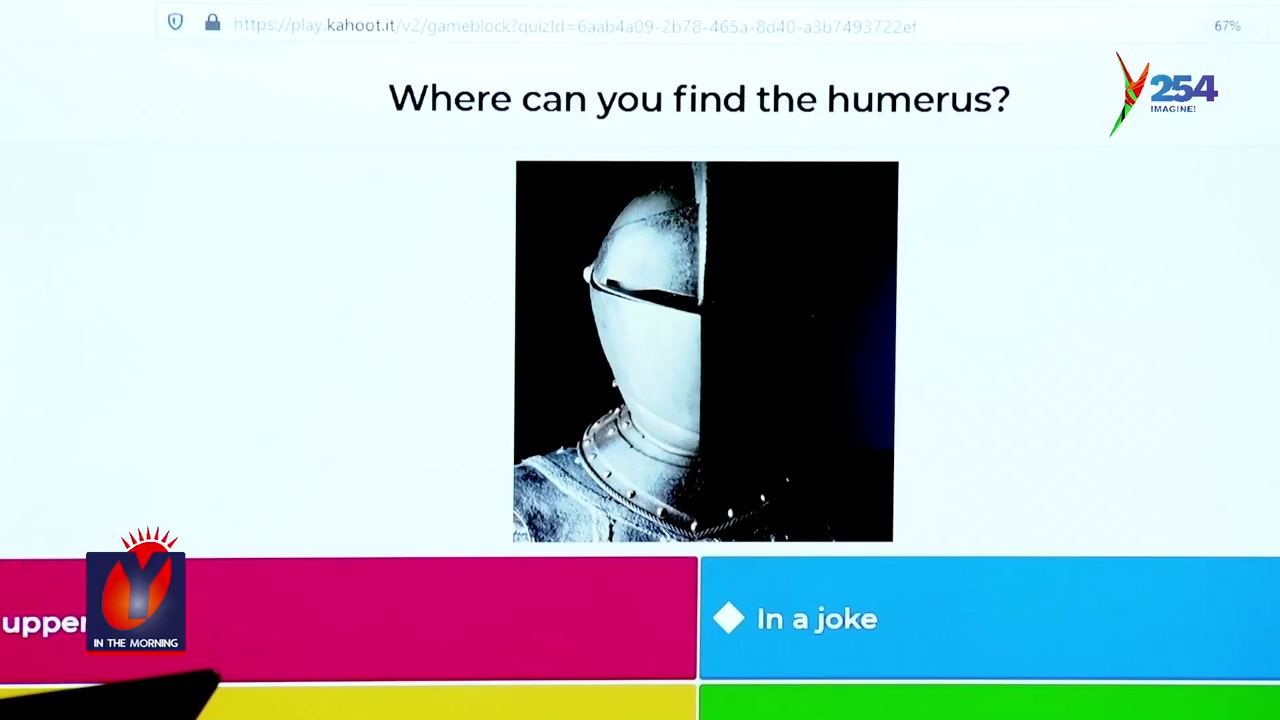 https://play.kahoot.it/v2/gameblock?quizId=6aab4a09-2b78-465a-8d40-a3b7493722ef
67%
Where can you find the humerus?
254
IMAGINE!
upper
In a joke
Y
IN THE MORNING